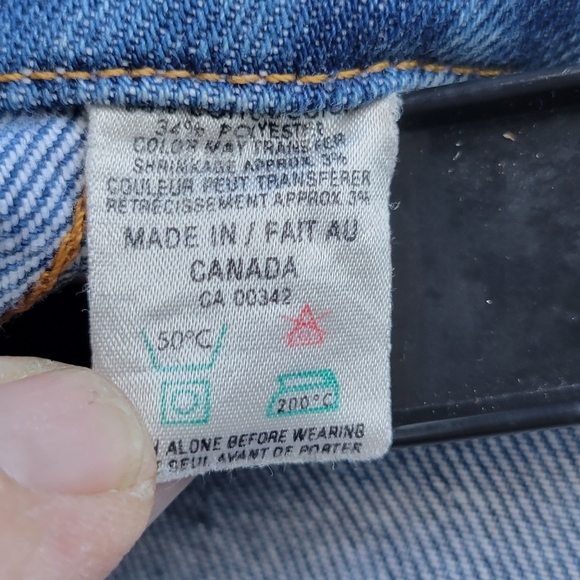 34% POLYESTER
COLOR MAY TRANSFER
SHRINKAGE APPROX. 3%
COULEUR PEUT TRANSFERER
RETRECISSEMENT APPROX. 3%
MADE IN / FAIT AU
CANADA
CA 00342
50°C
200°C
ALONE BEFORE WEARING
SEUL AVANT DE PORTER